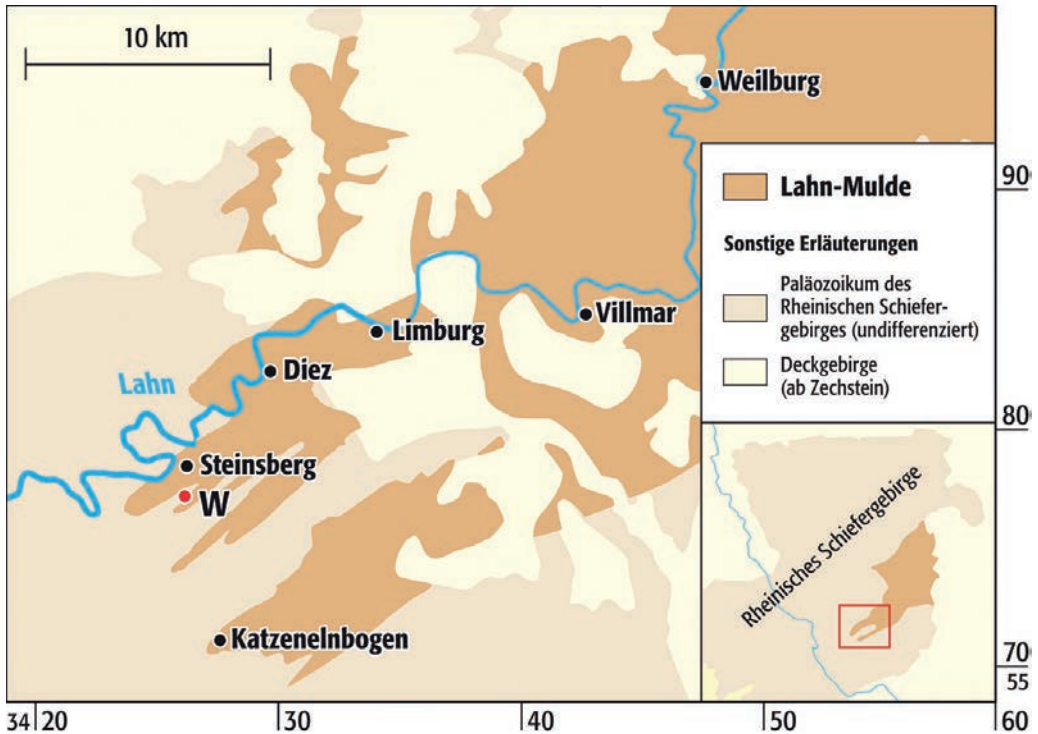 10 km
Weilburg
Lahn-Mulde
90
Sonstige Erläuterungen
Paläozoikum des
Rheinischen Schiefer-
gebirges (undifferenziert)
Deckgebirge
(ab Zechstein)
Villmar
Limburg
Diez
Lahn
80
Steinsberg
W
Rheinisches Schiefergebirge
Katzenelnbogen
70
55
34 20 30 40 50 60